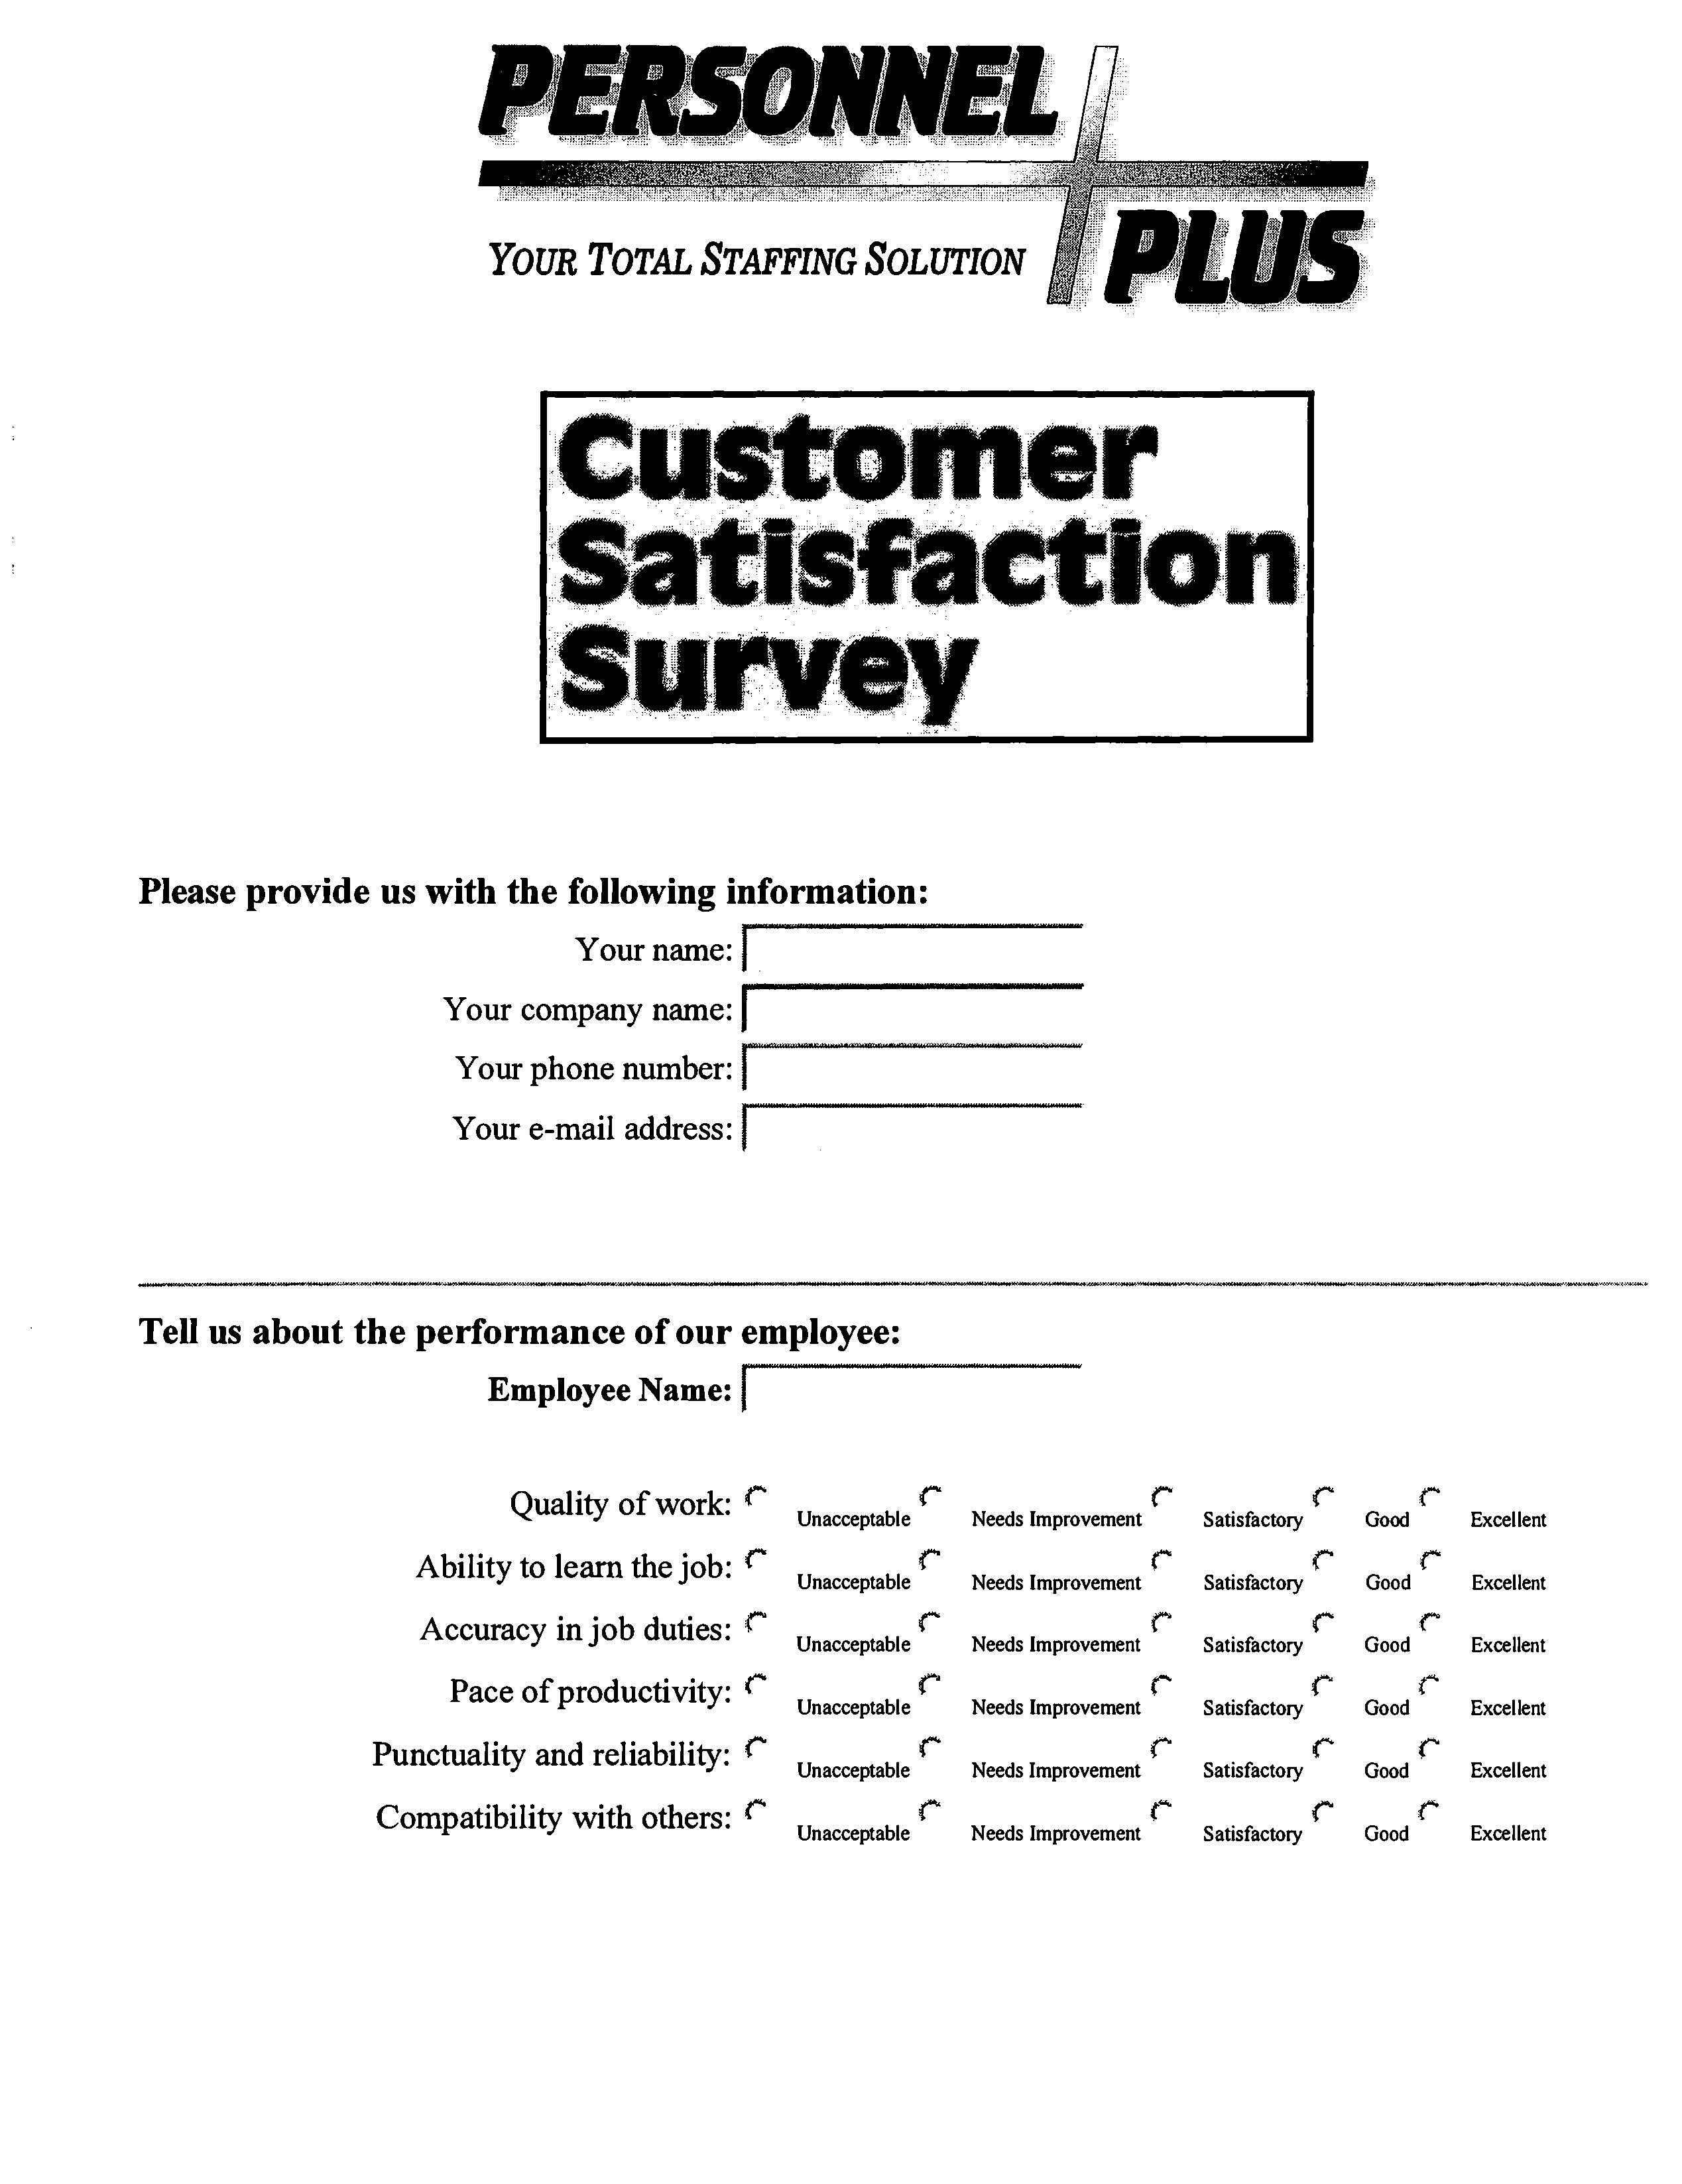 PERSONNEL
PLUS
YOUR TOTAL STAFFING SOLUTION
Customer
Satisfaction
Survey
Please provide us with the following information:
Your name:
Your company name:
Your phone number:
Your e-mail address:
Tell us about the performance of our employee:
Employee Name:
Quality of work: Unacceptable Needs Improvement Satisfactory Good Excellent
Ability to learn the job: Unacceptable Needs Improvement Satisfactory Good Excellent
Accuracy in job duties: Unacceptable Needs Improvement Satisfactory Good Excellent
Pace of productivity: Unacceptable Needs Improvement Satisfactory Good Excellent
Punctuality and reliability: Unacceptable Needs Improvement Satisfactory Good Excellent
Compatibility with others: Unacceptable Needs Improvement Satisfactory Good Excellent